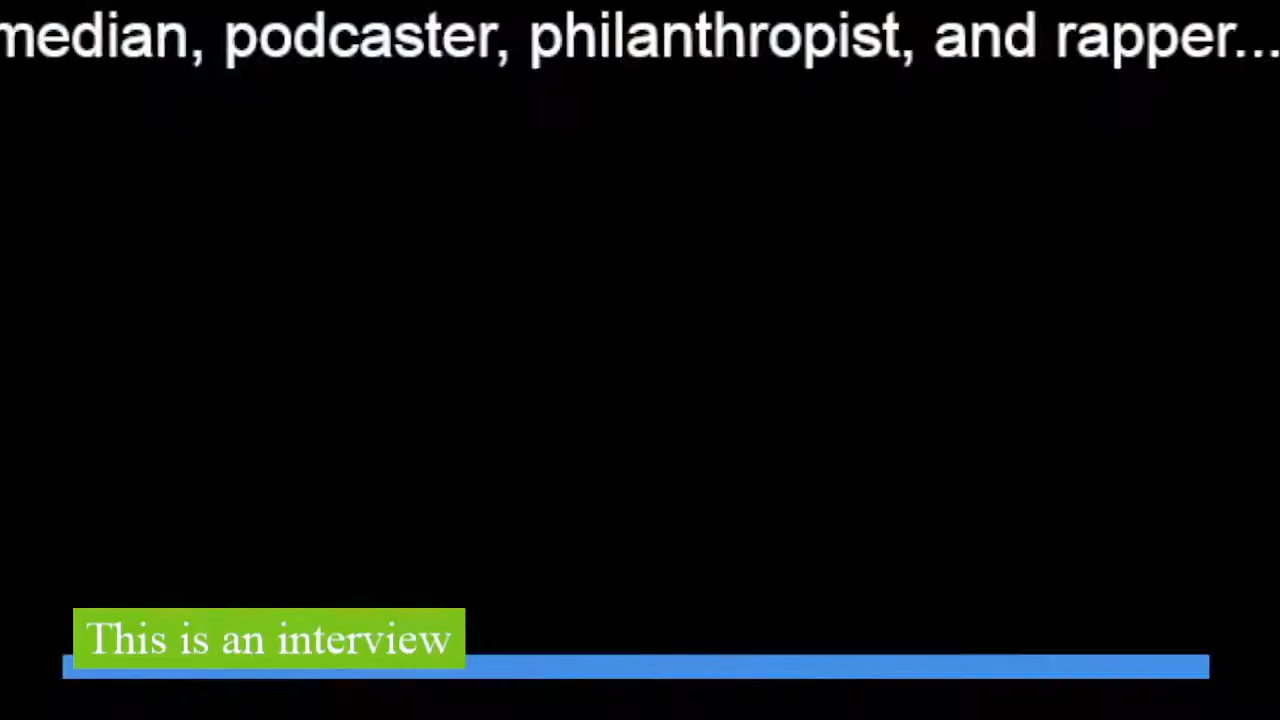 median, podcaster, philanthropist, and rapper...
This is an interview